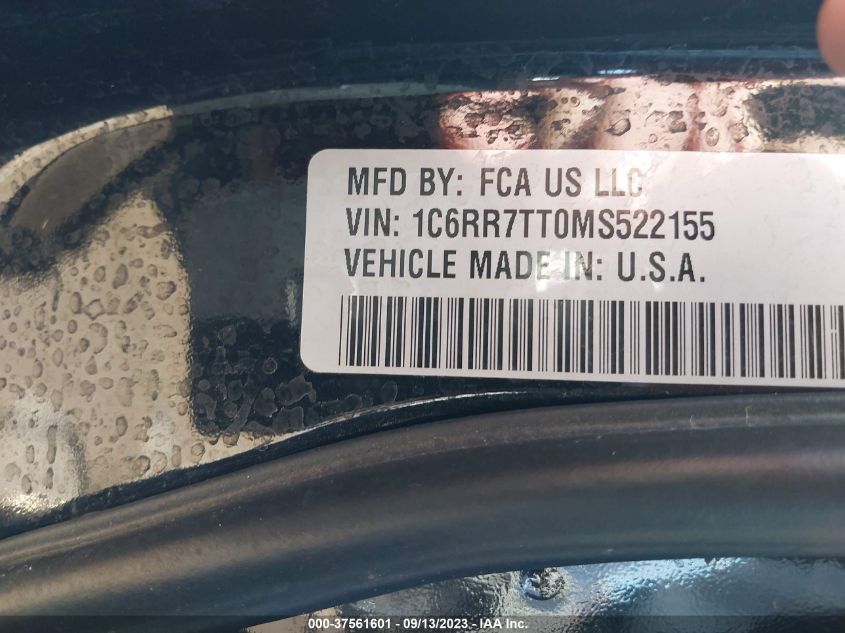 MFD BY: FCA US LLC
VIN: 1C6RR7TT0MS522155
VEHICLE MADE IN: U.S.A.
000-37561601 - 09/13/2023 - IAA Inc.